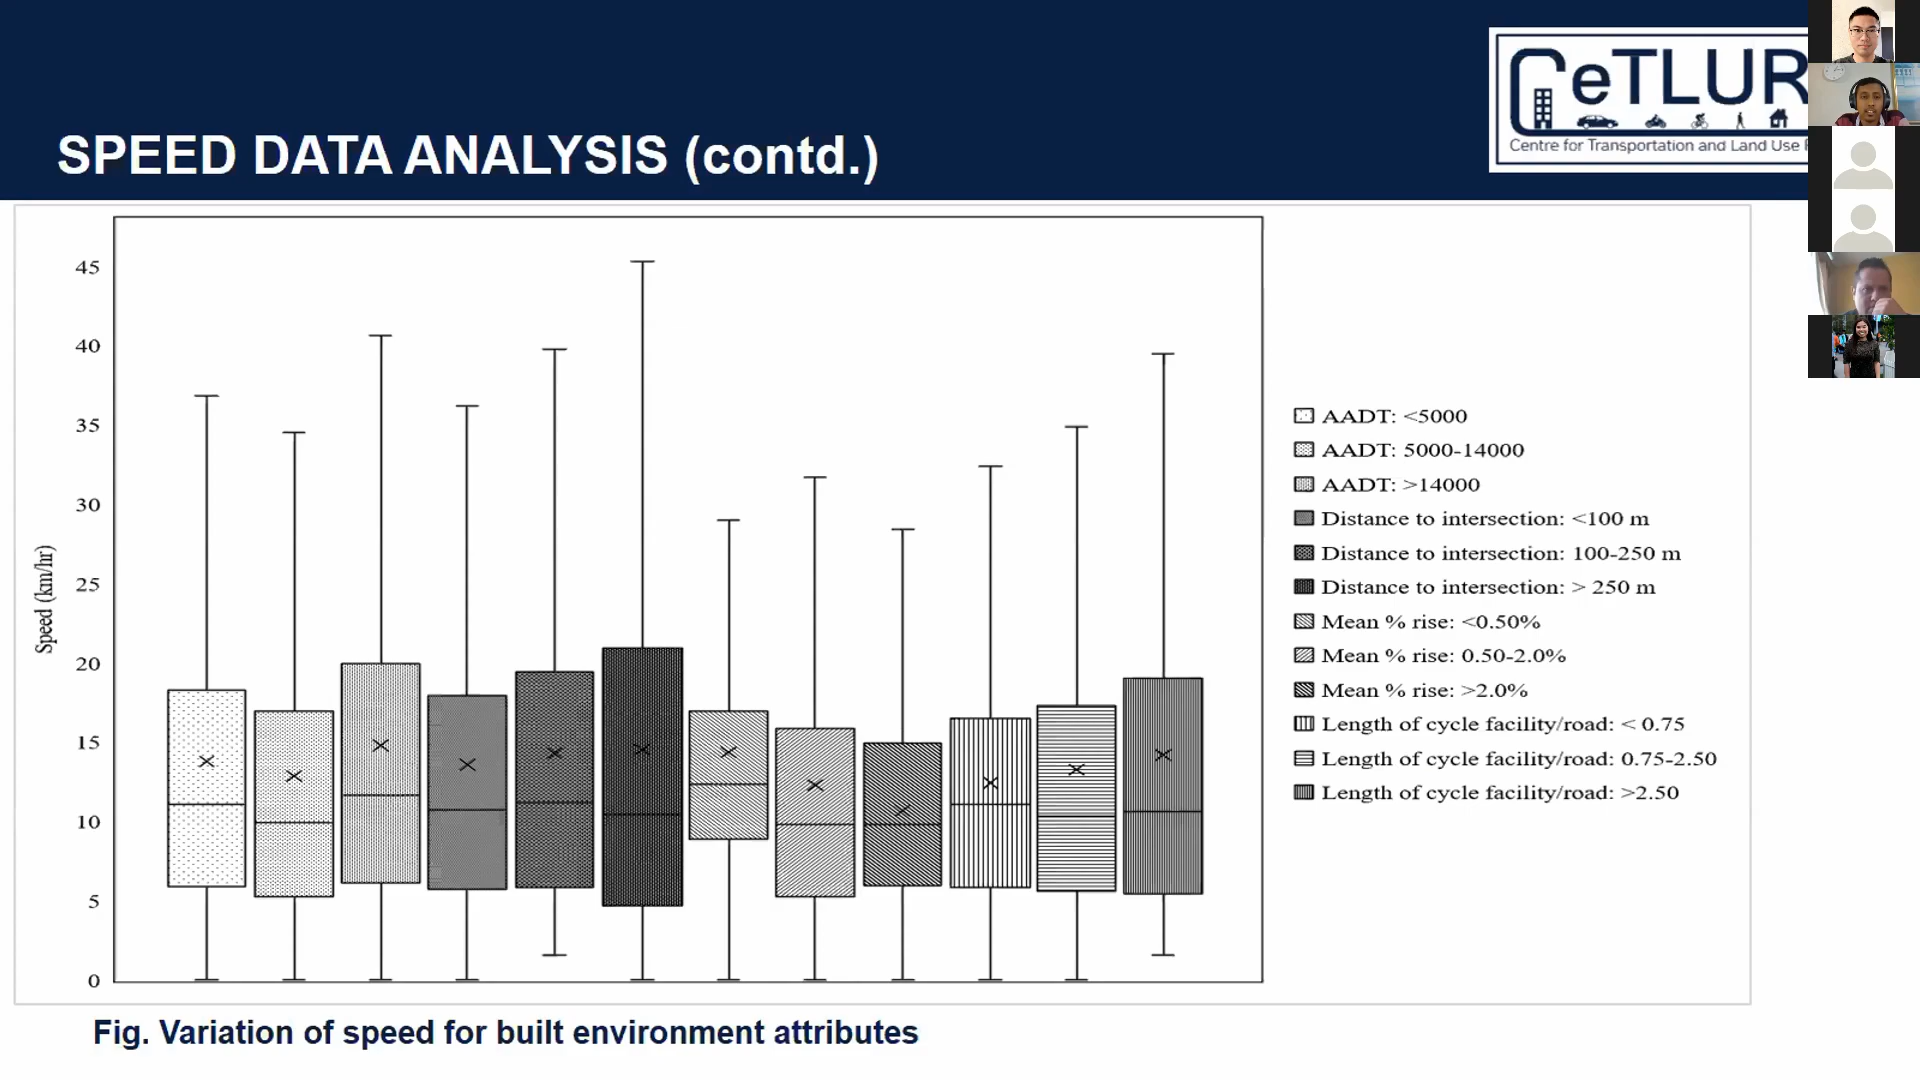 SPEED DATA ANALYSIS (contd.)
CeTLUR
Centre for Transportation and Land Use
45
40
35
30
25
20
15
10
5
0
Speed (km/hr)
AADT: <5000
AADT: 5000-14000
AADT: >14000
Distance to intersection: <100 m
Distance to intersection: 100-250 m
Distance to intersection: > 250 m
Mean % rise: <0.50%
Mean % rise: 0.50-2.0%
Mean % rise: >2.0%
Length of cycle facility/road: < 0.75
Length of cycle facility/road: 0.75-2.50
Length of cycle facility/road: >2.50
Fig. Variation of speed for built environment attributes